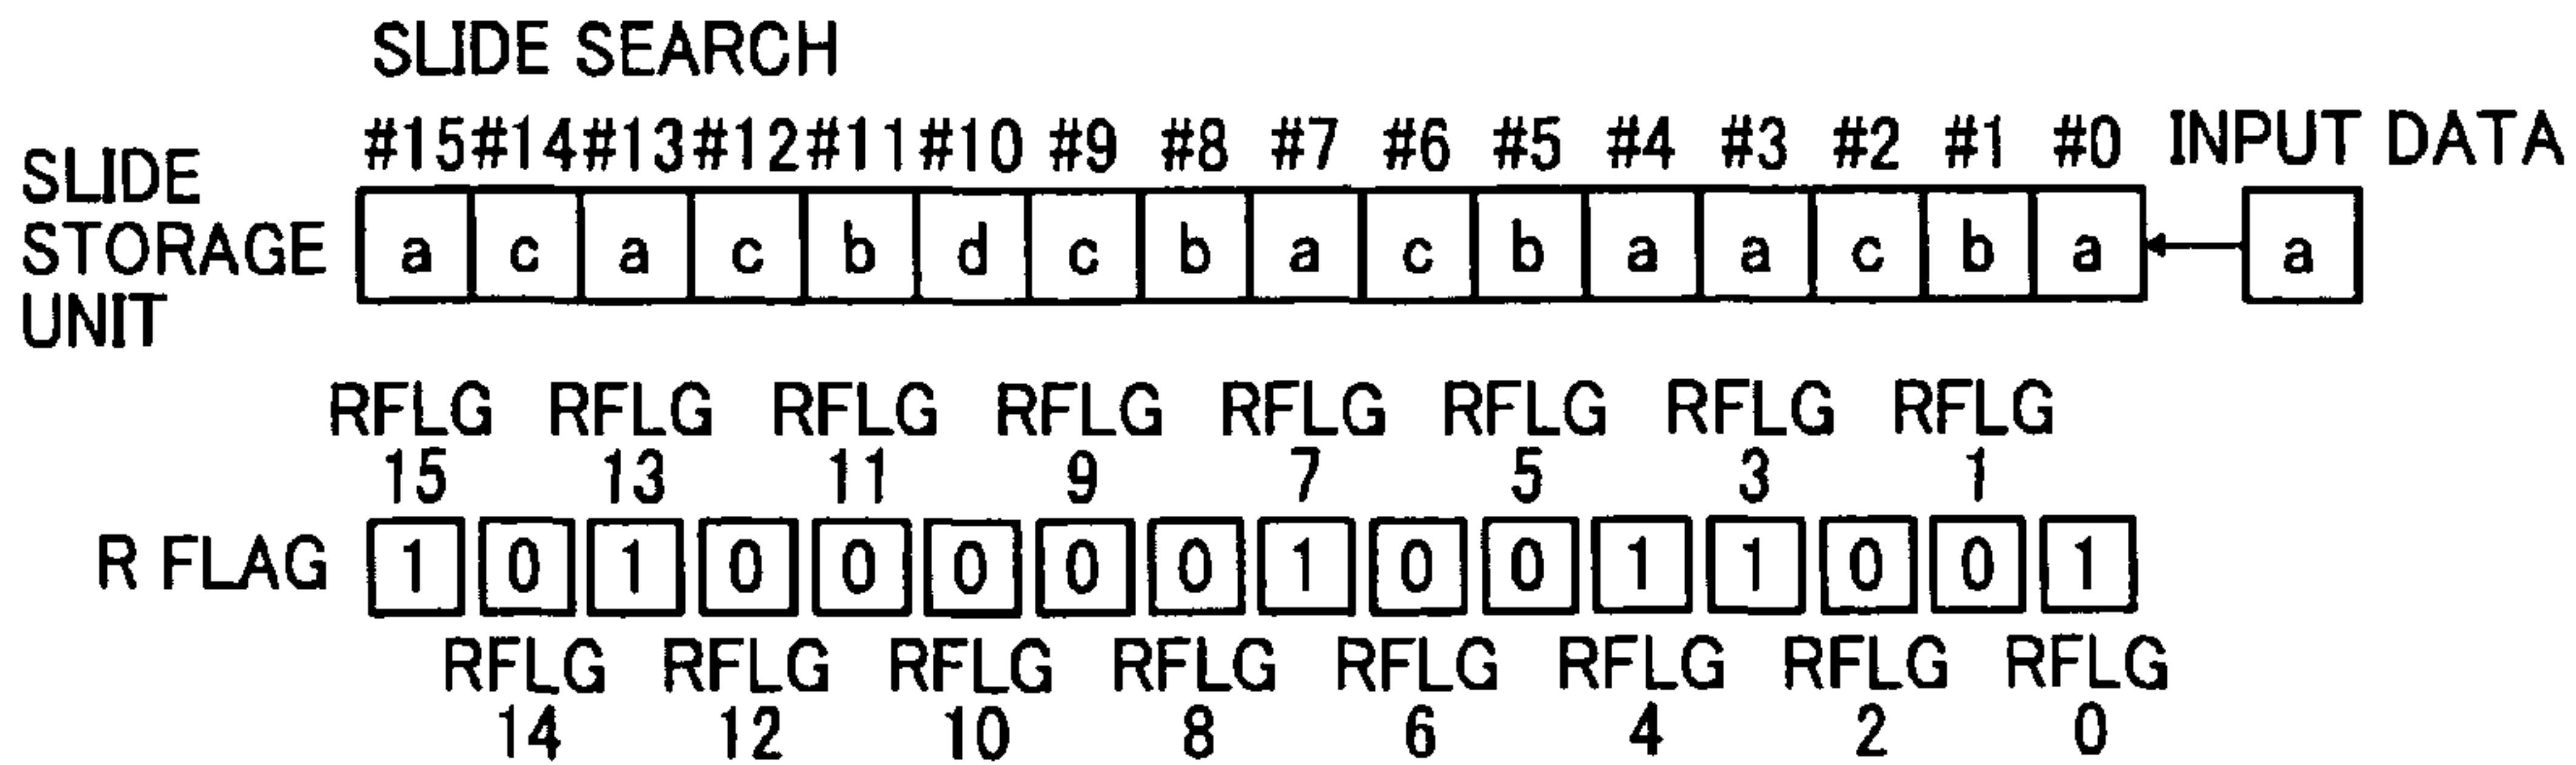 SLIDE SEARCH
#15 #14 #13 #12 #11 #10 #9 #8 #7 #6 #5 #4 #3 #2 #1 #0 INPUT DATA
SLIDE
STORAGE
UNIT
a c a c b d c b a c b a a c b a a
RFLG RFLG RFLG RFLG RFLG RFLG RFLG RFLG
15 13 11 9 7 5 3 1
R FLAG 1 0 1 0 0 0 0 0 1 0 0 1 1 0 0 1
RFLG RFLG RFLG RFLG RFLG RFLG RFLG RFLG
14 12 10 8 6 4 2 0